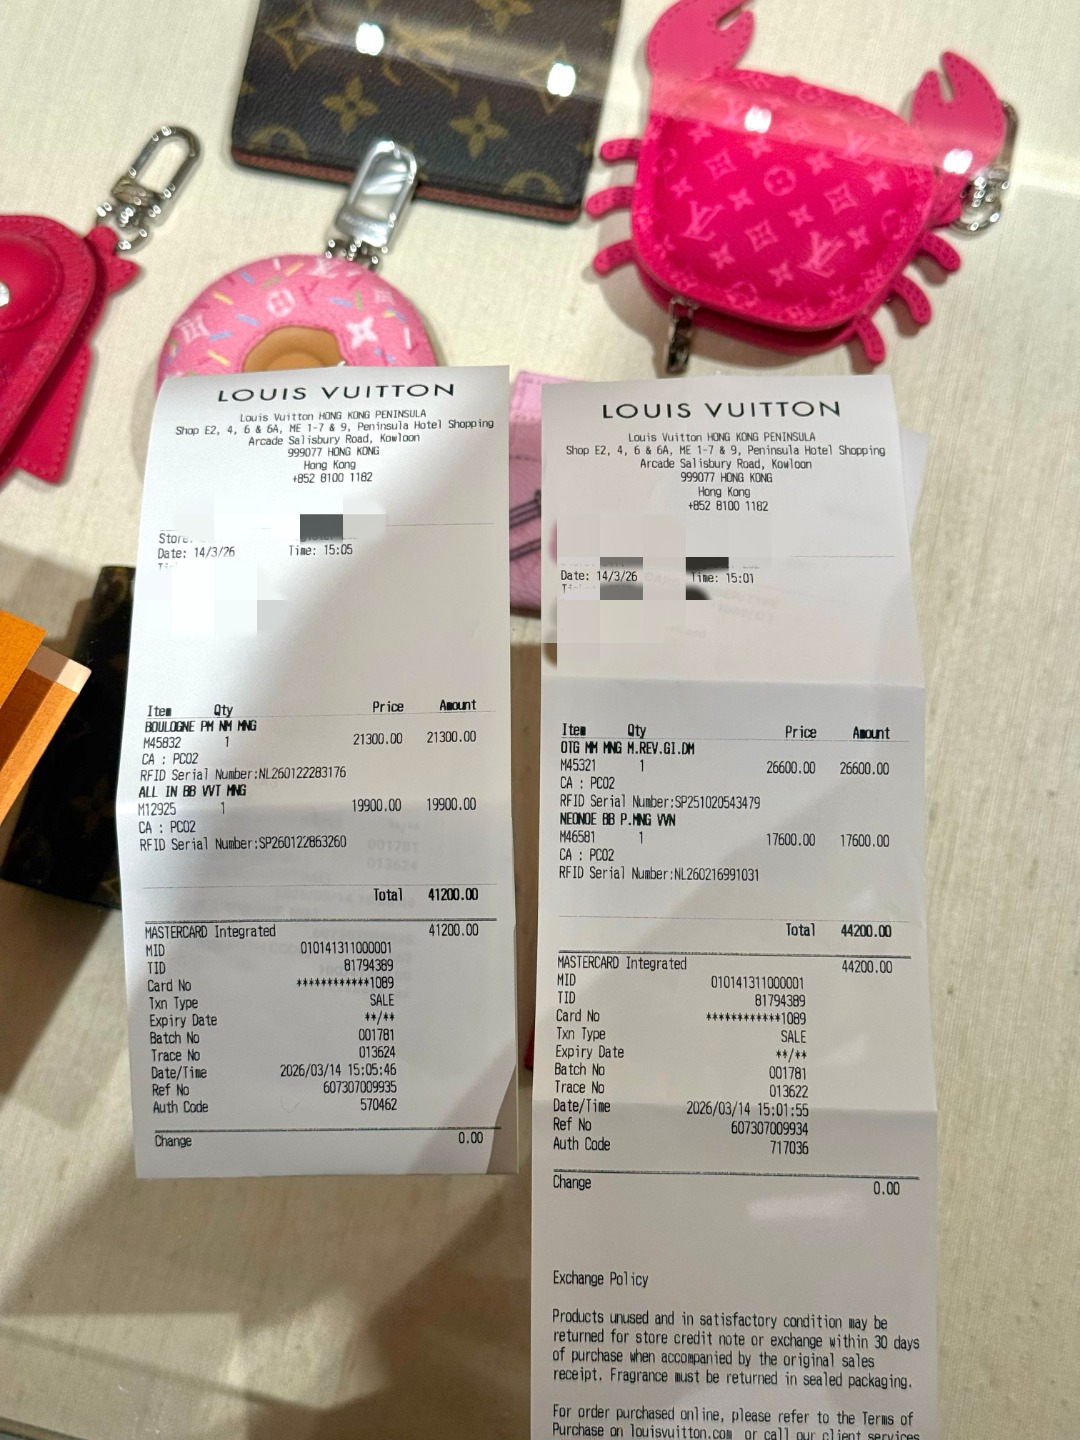 LOUIS VUITTON
Louis Vuitton HONG KONG PENINSULA
Shop E2, 4, 6 & 6A, ME 1-7 & 9, Peninsula Hotel Shopping
Arcade Salisbury Road, Kowloon
999077 HONG KONG
Hong Kong
+852 8100 1182
Store:
Date: 14/3/26 Time: 15:05
Item Qty Price Amount
BOULOGNE PM NM MNG
M45832 1 21300.00 21300.00
CA : PC02
RFID Serial Number:NL260122283176
ALL IN BB VVT MNG
M12925 1 19900.00 19900.00
CA : PC02
RFID Serial Number:SP260122863260
Total 41200.00
MASTERCARD Integrated 41200.00
MID 010141311000001
TID 81794389
Card No ************1089
Txn Type SALE
Expiry Date **/**
Batch No 001781
Trace No 013624
Date/Time 2026/03/14 15:05:46
Ref No 607307009935
Auth Code 570462
Change 0.00
LOUIS VUITTON
Louis Vuitton HONG KONG PENINSULA
Shop E2, 4, 6 & 6A, ME 1-7 & 9, Peninsula Hotel Shopping
Arcade Salisbury Road, Kowloon
999077 HONG KONG
Hong Kong
+852 8100 1182
Date: 14/3/26 Time: 15:01
Item Qty Price Amount
OTG MM MNG M.REV.GI.DM
M45321 1 26600.00 26600.00
CA : PC02
RFID Serial Number:SP251020543479
NEONOE BB P.MNG VVN
M46581 1 17600.00 17600.00
CA : PC02
RFID Serial Number:NL260216991031
Total 44200.00
MASTERCARD Integrated 44200.00
MID 010141311000001
TID 81794389
Card No ************1089
Txn Type SALE
Expiry Date **/**
Batch No 001781
Trace No 013622
Date/Time 2026/03/14 15:01:55
Ref No 607307009934
Auth Code 717036
Change 0.00
Exchange Policy
Products unused and in satisfactory condition may be
returned for store credit note or exchange within 30 days
of purchase when accompanied by the original sales
receipt. Fragrance must be returned in sealed packaging.
For order purchased online, please refer to the Terms of
Purchase on louisvuitton.com or call our client services